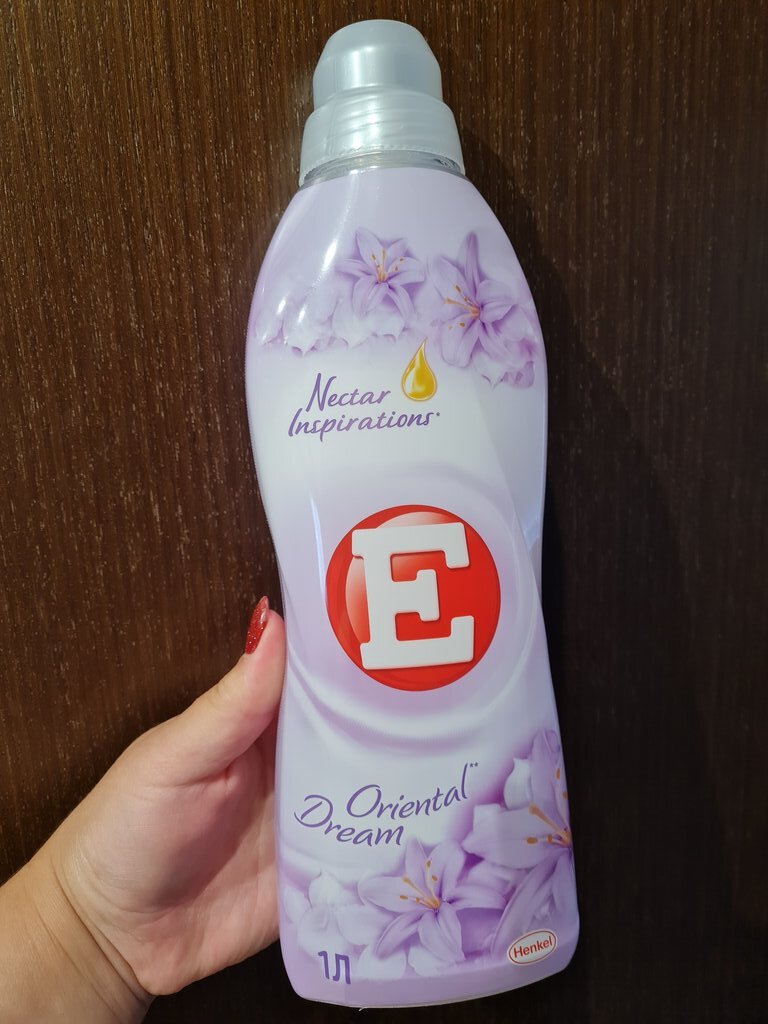 Nectar
Inspirations*
E
Oriental**
Dream
1Л
Henkel